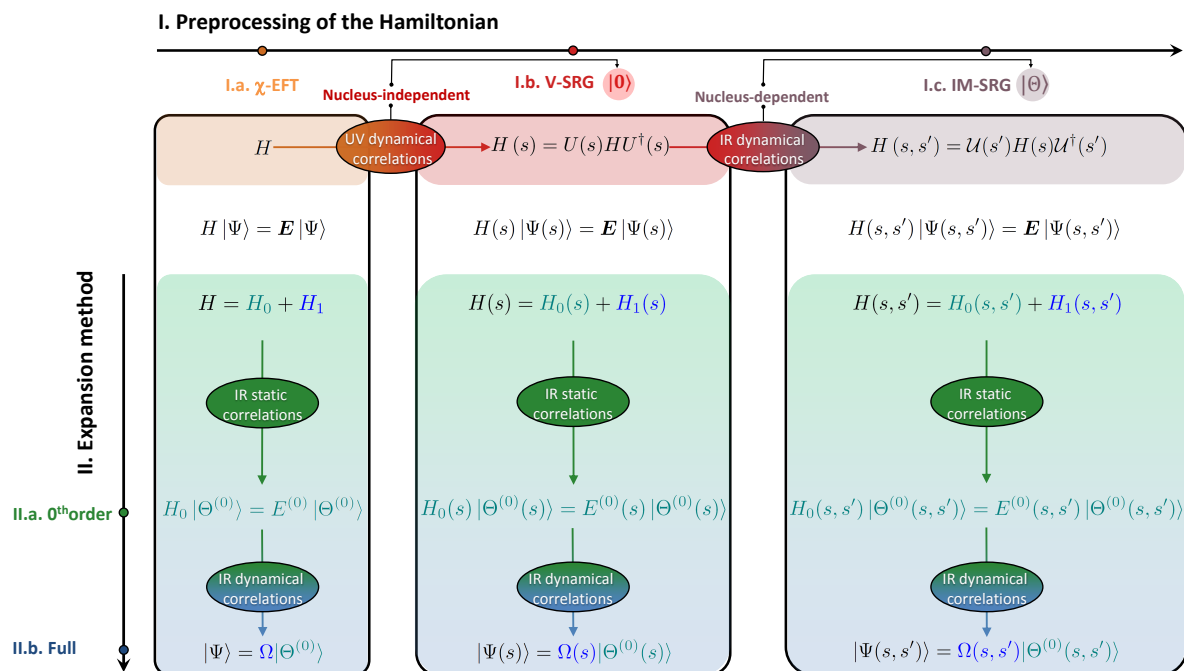 I. Preprocessing of the Hamiltonian
I.a. χ-EFT
I.b. V-SRG |0⟩
I.c. IM-SRG |Θ⟩
Nucleus-independent
Nucleus-dependent
H
UV dynamical
correlations
H(s) = U(s)HU†(s)
IR dynamical
correlations
H(s, s′) = 𝒰(s′)H(s)𝒰†(s′)
H |Ψ⟩ = E |Ψ⟩
H(s) |Ψ(s)⟩ = E |Ψ(s)⟩
H(s, s′) |Ψ(s, s′)⟩ = E |Ψ(s, s′)⟩
II. Expansion method
H = H₀ + H₁
H(s) = H₀(s) + H₁(s)
H(s, s′) = H₀(s, s′) + H₁(s, s′)
IR static
correlations
IR static
correlations
IR static
correlations
II.a. 0ᵗʰorder
H₀ |Θ⁽⁰⁾⟩ = E⁽⁰⁾ |Θ⁽⁰⁾⟩
H₀(s) |Θ⁽⁰⁾(s)⟩ = E⁽⁰⁾(s) |Θ⁽⁰⁾(s)⟩
H₀(s, s′) |Θ⁽⁰⁾(s, s′)⟩ = E⁽⁰⁾(s, s′) |Θ⁽⁰⁾(s, s′)⟩
IR dynamical
correlations
IR dynamical
correlations
IR dynamical
correlations
II.b. Full
|Ψ⟩ = Ω|Θ⁽⁰⁾⟩
|Ψ(s)⟩ = Ω(s)|Θ⁽⁰⁾(s)⟩
|Ψ(s, s′)⟩ = Ω(s, s′)|Θ⁽⁰⁾(s, s′)⟩